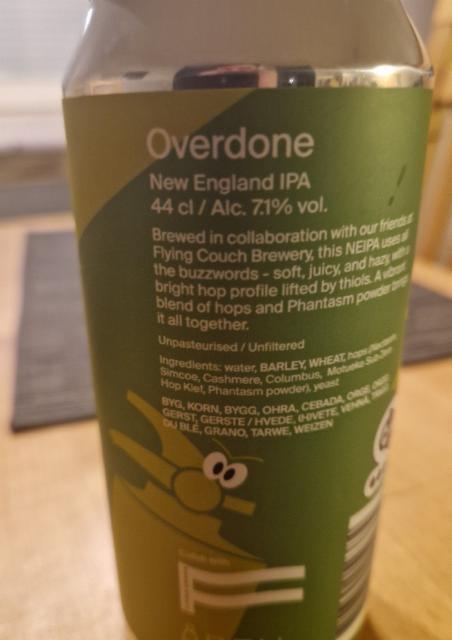 Overdone
New England IPA
44 cl / Alc. 7.1% vol.
Brewed in collaboration with our friends at
Flying Couch Brewery, this NEIPA uses all
the buzzwords - soft, juicy, and hazy, with a
bright hop profile lifted by thiols. A vibrant
blend of hops and Phantasm powder brings
it all together.
Unpasteurised / Unfiltered
Ingredients: water, BARLEY, WHEAT, hops (Nectaron,
Simcoe, Cashmere, Columbus, Motueka Sub-Zero
Hop Kief, Phantasm powder), yeast
BYG, KORN, BYGG, OHRA, CEBADA, ORGE,
GERST, GERSTE / HVEDE, (H)VETE, VEHNÄ,
DU BLÉ, GRANO, TARWE, WEIZEN